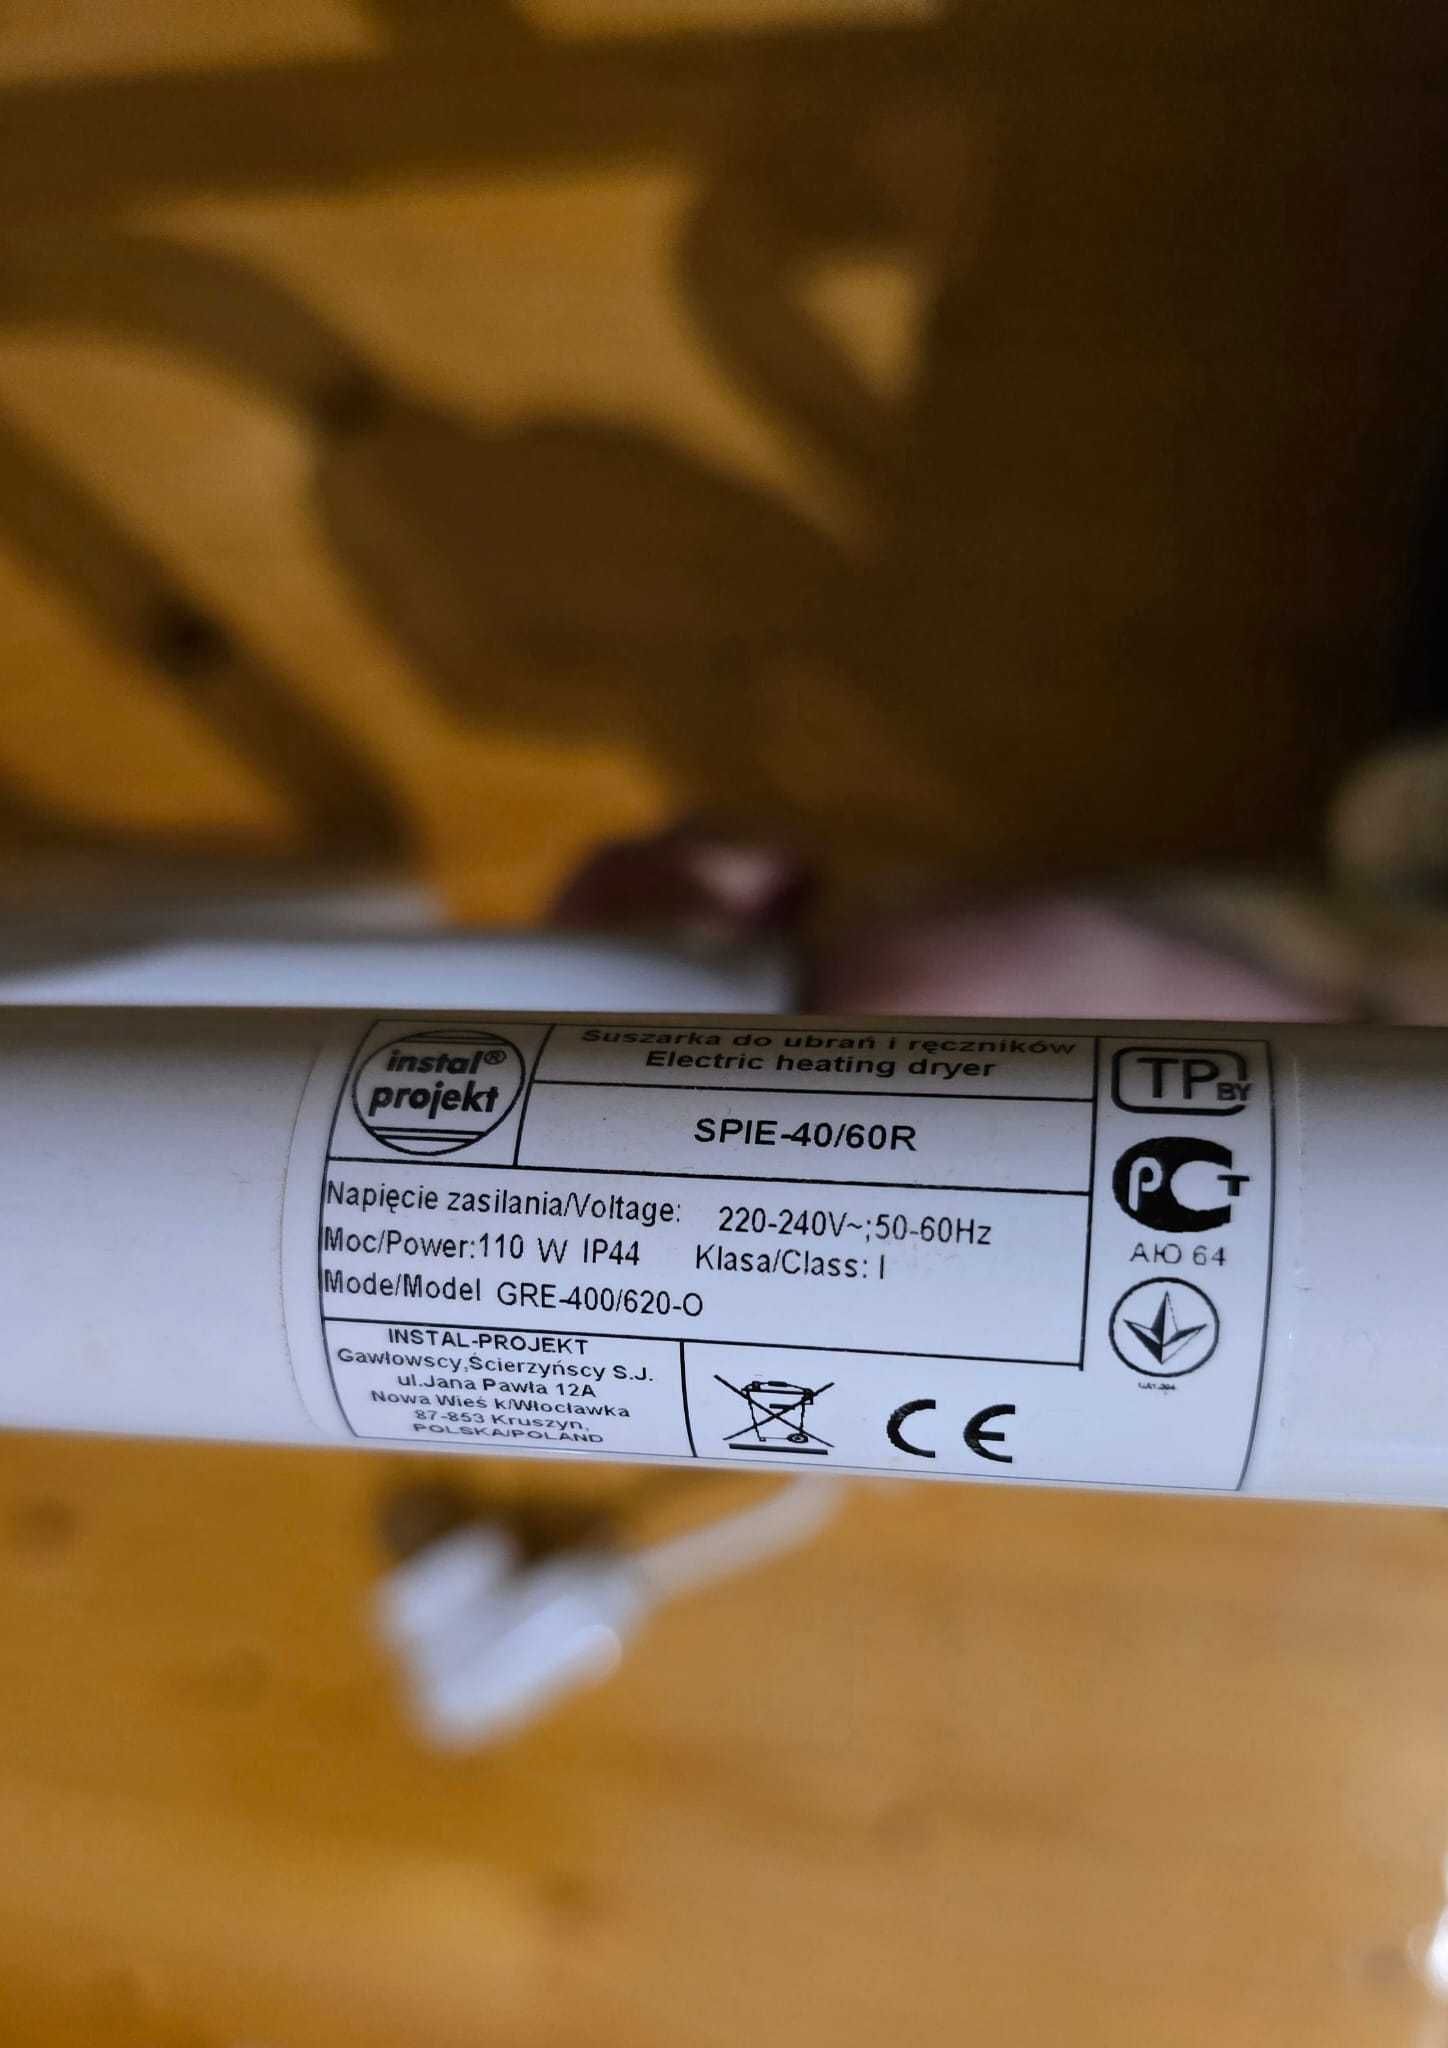 instal®
projekt
Suszarka do ubrań i ręczników
Electric heating dryer
SPIE-40/60R
Napięcie zasilania/Voltage: 220-240V~;50-60Hz
Moc/Power:110 W IP44 Klasa/Class: I
Mode/Model GRE-400/620-O
INSTAL-PROJEKT
Gawłowscy,Ścierzyńscy S.J.
ul.Jana Pawła 12A
Nowa Wieś k/Włocławka
87-853 Kruszyn,
POLSKA/POLAND
TP BY
PCT
АЮ 64
CE